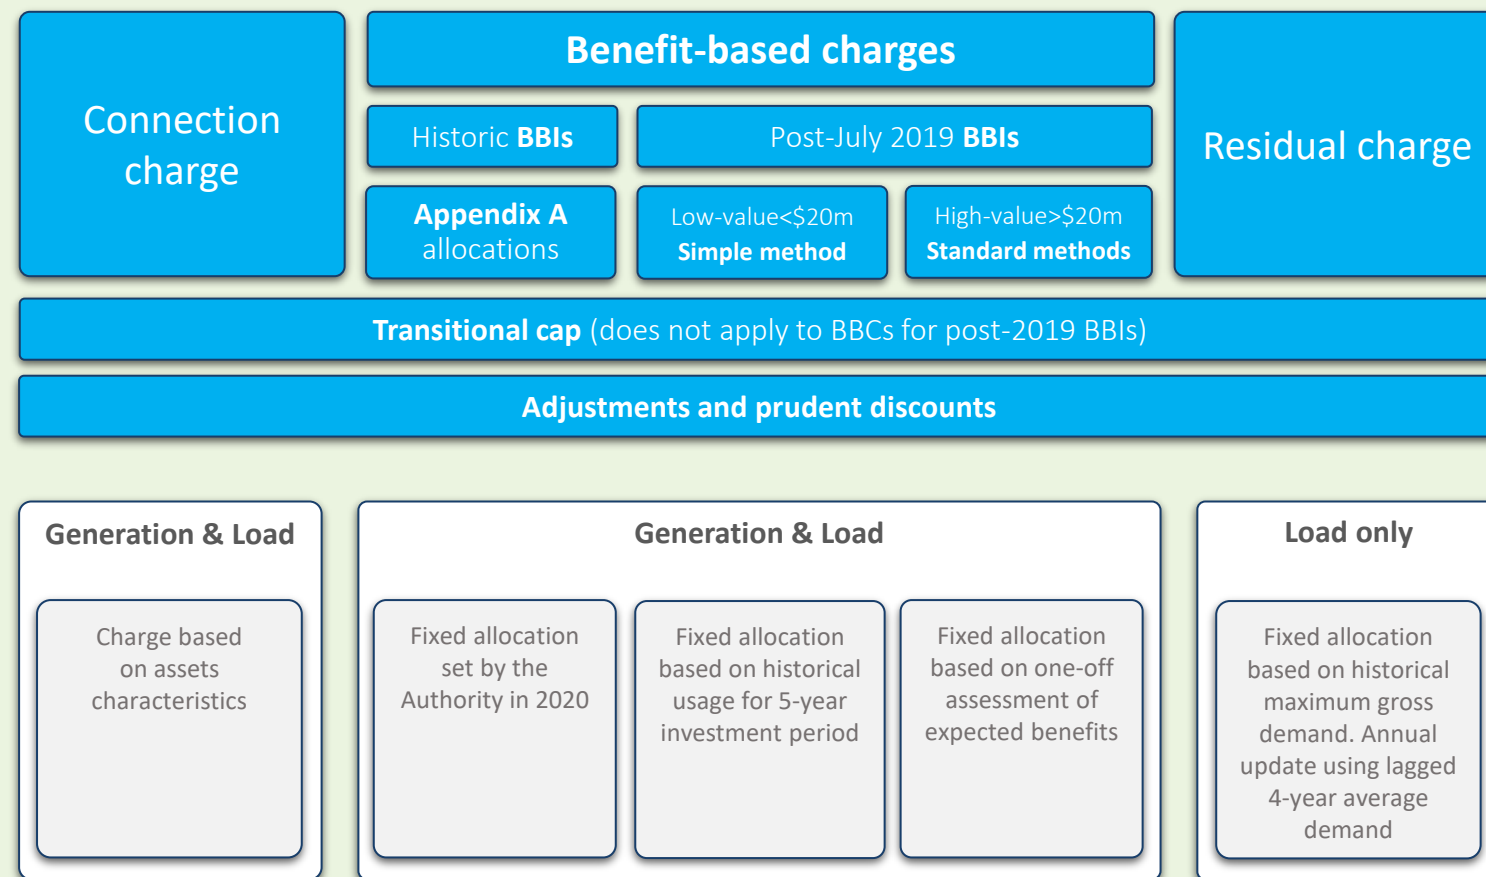 Connection
charge
Benefit-based charges
Historic BBIs
Post-July 2019 BBIs
Appendix A
allocations
Low-value<$20m
Simple method
High-value>$20m
Standard methods
Residual charge
Transitional cap (does not apply to BBCs for post-2019 BBIs)
Adjustments and prudent discounts
Generation & Load
Charge based
on assets
characteristics
Generation & Load
Fixed allocation
set by the
Authority in 2020
Fixed allocation
based on historical
usage for 5-year
investment period
Fixed allocation
based on one-off
assessment of
expected benefits
Load only
Fixed allocation
based on historical
maximum gross
demand. Annual
update using lagged
4-year average
demand